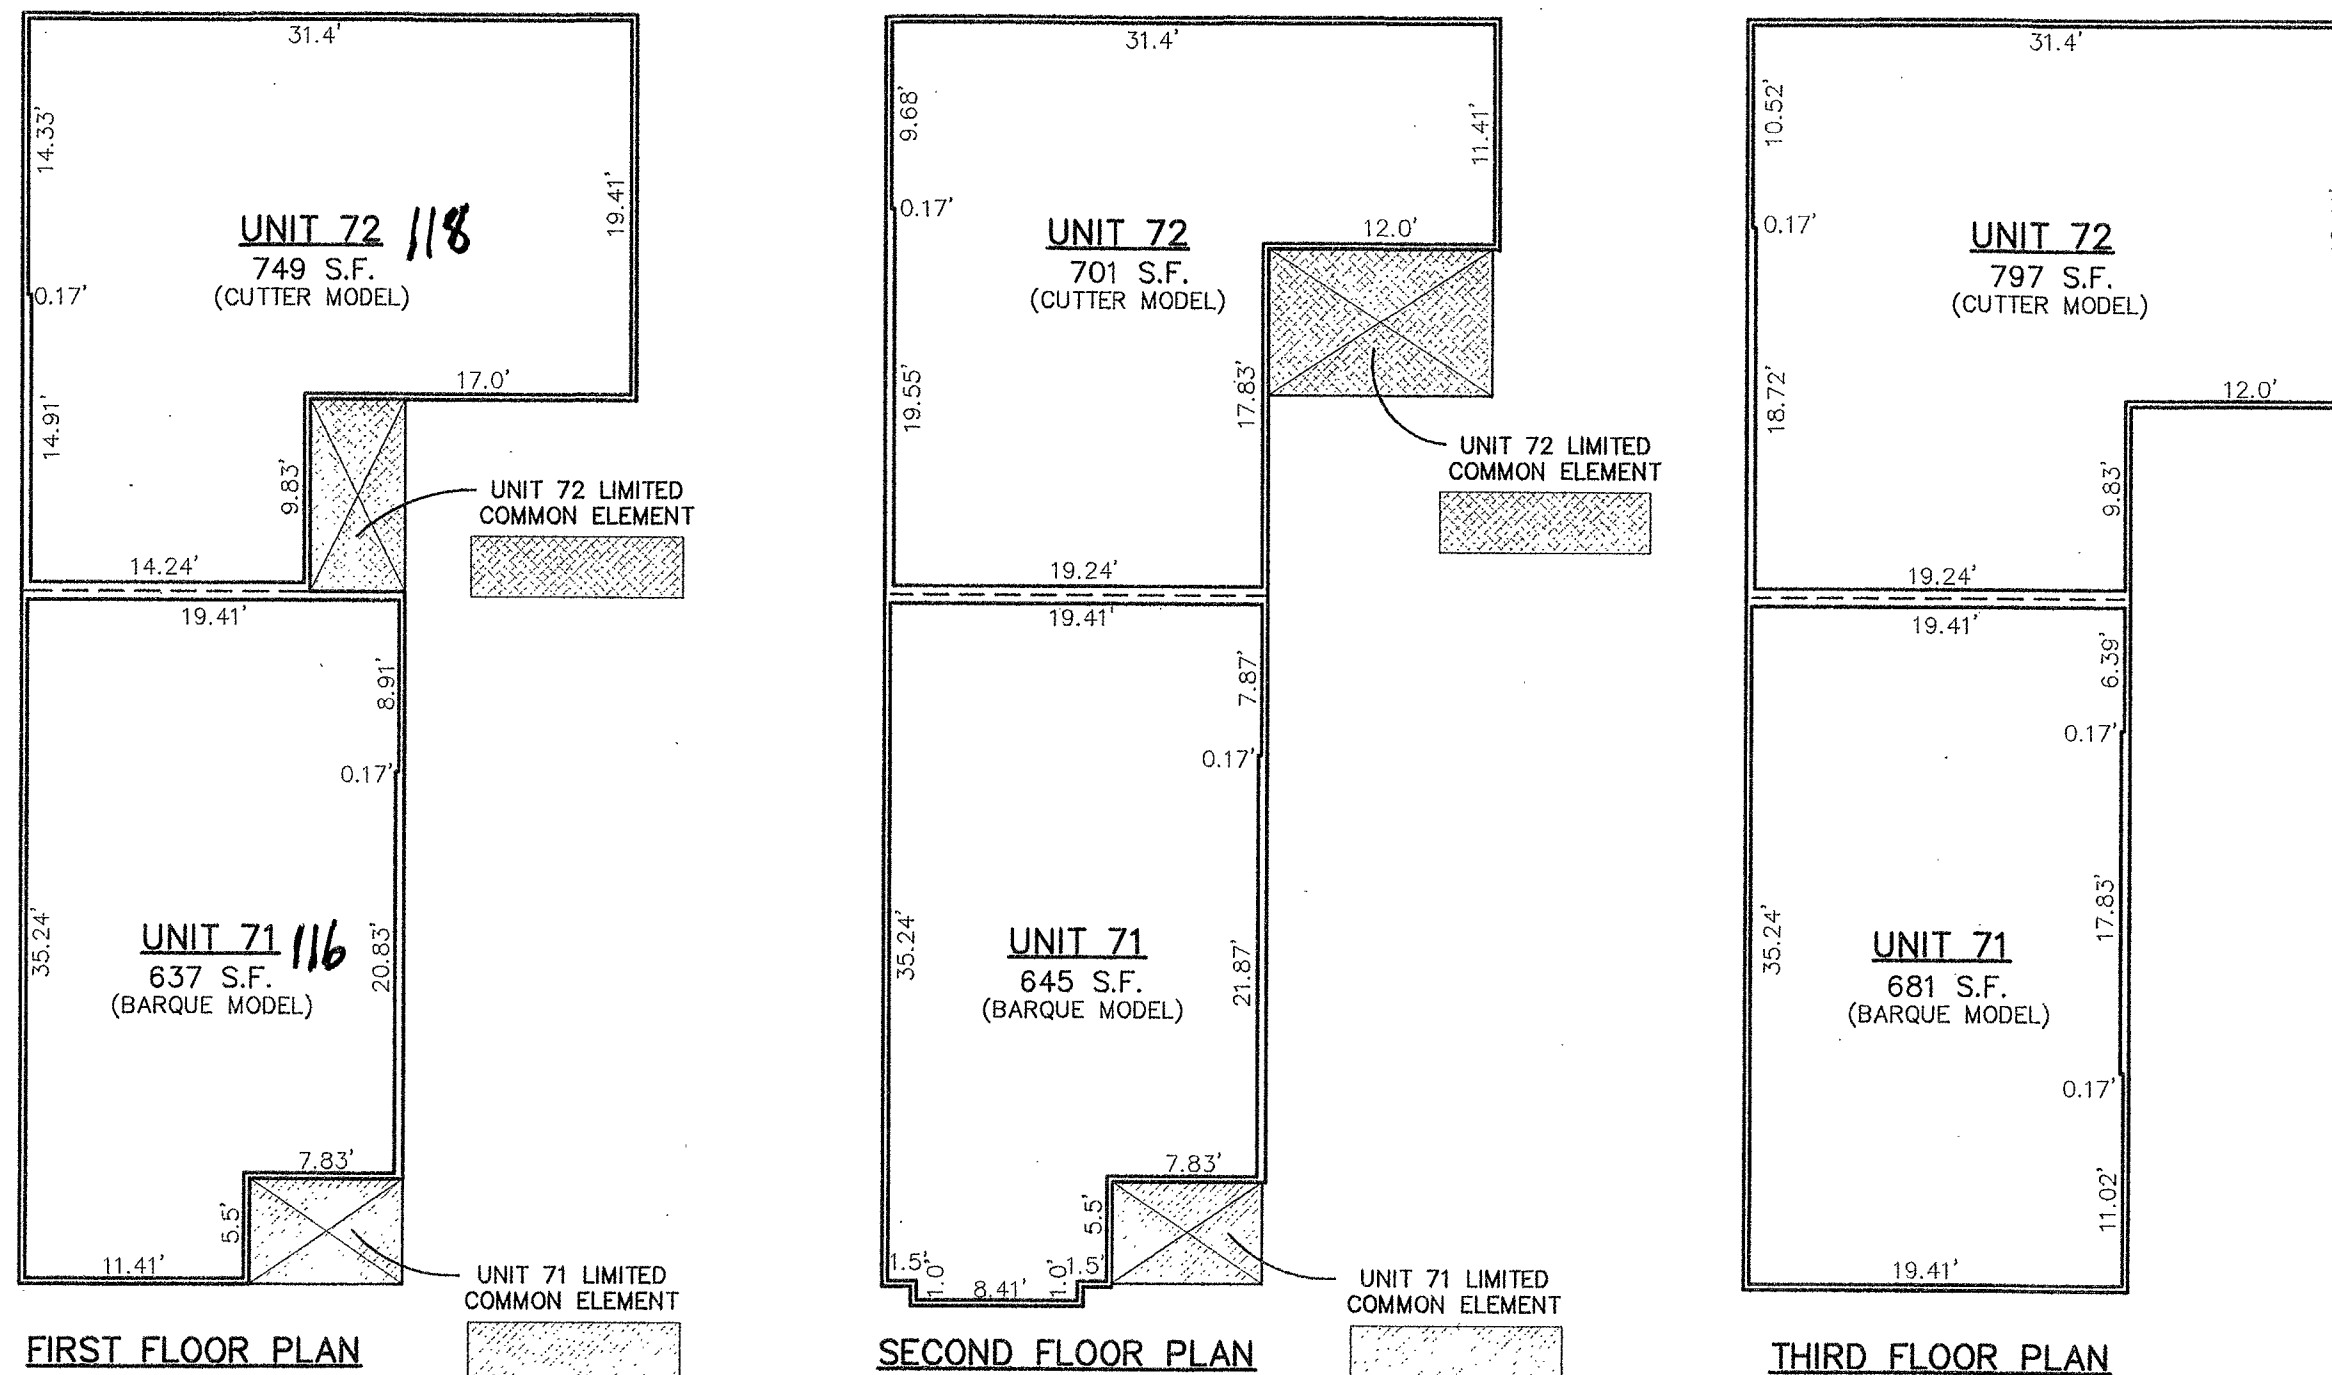 31.4'
14.33'
19.41'
UNIT 72 118
749 S.F.
(CUTTER MODEL)
0.17'
17.0'
14.91'
9.83'
UNIT 72 LIMITED
COMMON ELEMENT
14.24'
19.41'
8.91'
0.17'
35.24'
UNIT 71 116
637 S.F.
(BARQUE MODEL)
20.83'
7.83'
5.5'
11.41'
UNIT 71 LIMITED
COMMON ELEMENT
FIRST FLOOR PLAN
31.4'
9.68'
11.41'
0.17'
UNIT 72
701 S.F.
(CUTTER MODEL)
12.0'
19.55'
17.83'
UNIT 72 LIMITED
COMMON ELEMENT
19.24'
19.41'
7.87'
0.17'
35.24'
UNIT 71
645 S.F.
(BARQUE MODEL)
21.87'
7.83'
5.5'
1.5'
1.0'
8.41'
1.0'
1.5'
UNIT 71 LIMITED
COMMON ELEMENT
SECOND FLOOR PLAN
31.4'
10.52'
0.17'
UNIT 72
797 S.F.
(CUTTER MODEL)
18.72'
12.0'
9.83'
19.24'
19.41'
6.39'
0.17'
35.24'
UNIT 71
681 S.F.
(BARQUE MODEL)
17.83'
0.17'
11.02'
19.41'
THIRD FLOOR PLAN